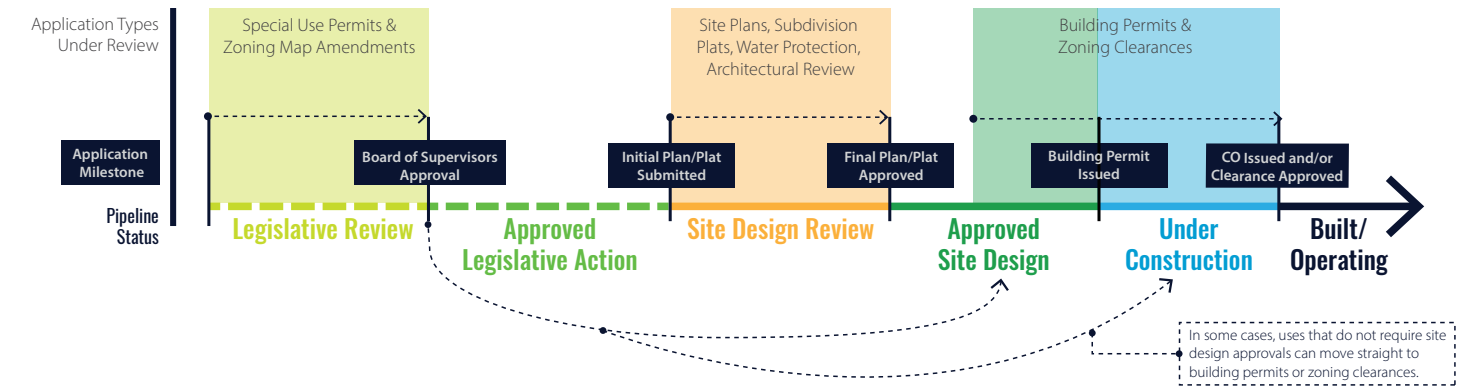 Application Types
Under Review
Special Use Permits &
Zoning Map Amendments
Site Plans, Subdivision
Plats, Water Protection,
Architectural Review
Building Permits &
Zoning Clearances
Application
Milestone
Board of Supervisors
Approval
Initial Plan/Plat
Submitted
Final Plan/Plat
Approved
Building Permit
Issued
CO Issued and/or
Clearance Approved
Pipeline
Status
Legislative Review
Approved
Legislative Action
Site Design Review
Approved
Site Design
Under
Construction
Built/
Operating
In some cases, uses that do not require site
design approvals can move straight to
building permits or zoning clearances.